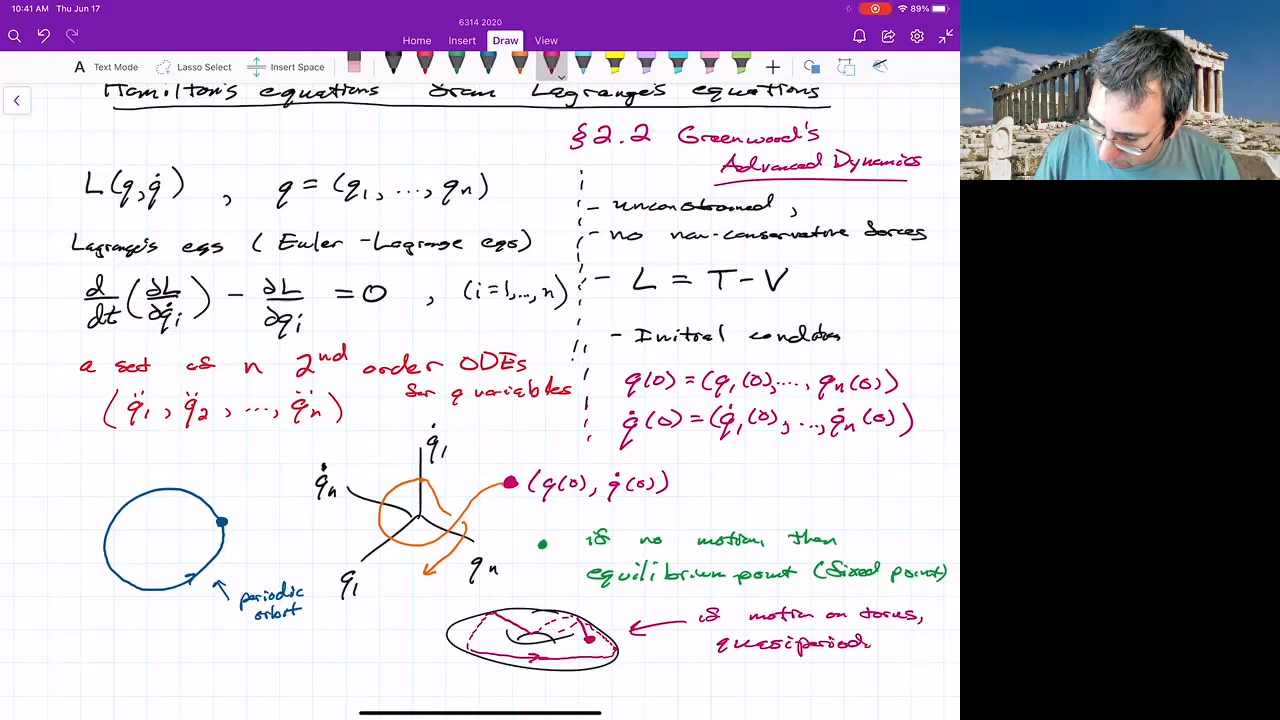 10:41 AM Thu Jun 17
89%
6314 2020
Home Insert Draw View
Text Mode Lasso Select Insert Space
Hamilton's equations from Lagrange's equations
§2.2 Greenwood's
Advanced Dynamics
L(q,q̇) , q = (q₁, ..., qₙ)
Lagrange's eqs (Euler-Lagrange eqs)
d/dt(∂L/∂q̇ᵢ) - ∂L/∂qᵢ = 0 , (i=1,...,n)
a set of n 2nd order ODEs
for q variables
(q̈₁, q̈₂, ..., q̈ₙ)
- unconstrained,
- no non-conservative forces
- L = T-V
- Initial conditions
q(0) = (q₁(0),..., qₙ(0))
q̇(0) = (q̇₁(0), ..., q̇ₙ(0))
q̇₁
q̇ₙ
(q(0), q̇(0))
q₁
qₙ
periodic
orbit
if no motion, then
equilibrium point (fixed point)
if motion on torus,
quasiperiodic